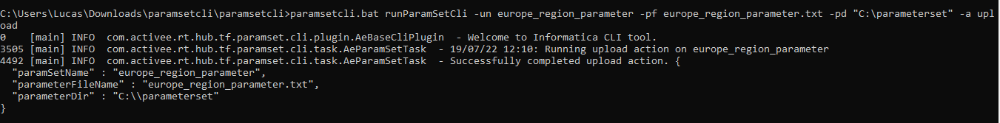 C:\Users\Lucas\Downloads\paramsetcli\paramsetcli>paramsetcli.bat runParamSetCli -un europe_region_parameter -pf europe_region_parameter.txt -pd "C:\parameterset" -a upl
oad
0    [main] INFO  com.activee.rt.hub.tf.paramset.cli.plugin.AeBaseCliPlugin  - Welcome to Informatica CLI tool.
3505 [main] INFO  com.activee.rt.hub.tf.paramset.cli.task.AeParamSetTask  - 19/07/22 12:10: Running upload action on europe_region_parameter
4492 [main] INFO  com.activee.rt.hub.tf.paramset.cli.task.AeParamSetTask  - Successfully completed upload action. {
  "paramSetName" : "europe_region_parameter",
  "parameterFileName" : "europe_region_parameter.txt",
  "parameterDir" : "C:\\parameterset"
}